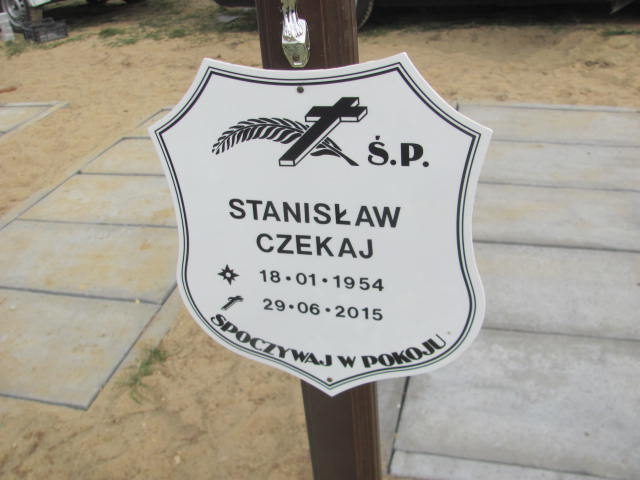 Ś.P.
STANISŁAW
CZEKAJ
18•01•1954
29•06•2015
SPOCZYWAJ W POKOJU